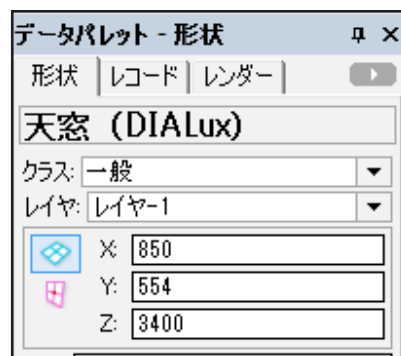 データパレット - 形状
形状 レコード レンダー
天窓 (DIALux)
クラス: 一般
レイヤ: レイヤ-1
X: 850
Y: 554
Z: 3400